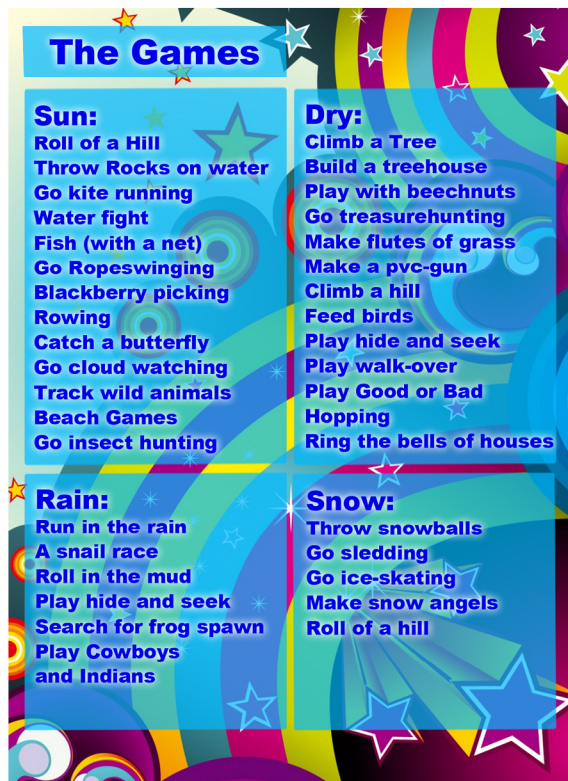 The Games
Sun:
Roll of a Hill
Throw Rocks on water
Go kite running
Water fight
Fish (with a net)
Go Ropeswinging
Blackberry picking
Rowing
Catch a butterfly
Go cloud watching
Track wild animals
Beach Games
Go insect hunting
Dry:
Climb a Tree
Build a treehouse
Play with beechnuts
Go treasurehunting
Make flutes of grass
Make a pvc-gun
Climb a hill
Feed birds
Play hide and seek
Play walk-over
Play Good or Bad
Hopping
Ring the bells of houses
Rain:
Run in the rain
A snail race
Roll in the mud
Play hide and seek
Search for frog spawn
Play Cowboys
and Indians
Snow:
Throw snowballs
Go sledding
Go ice-skating
Make snow angels
Roll of a hill